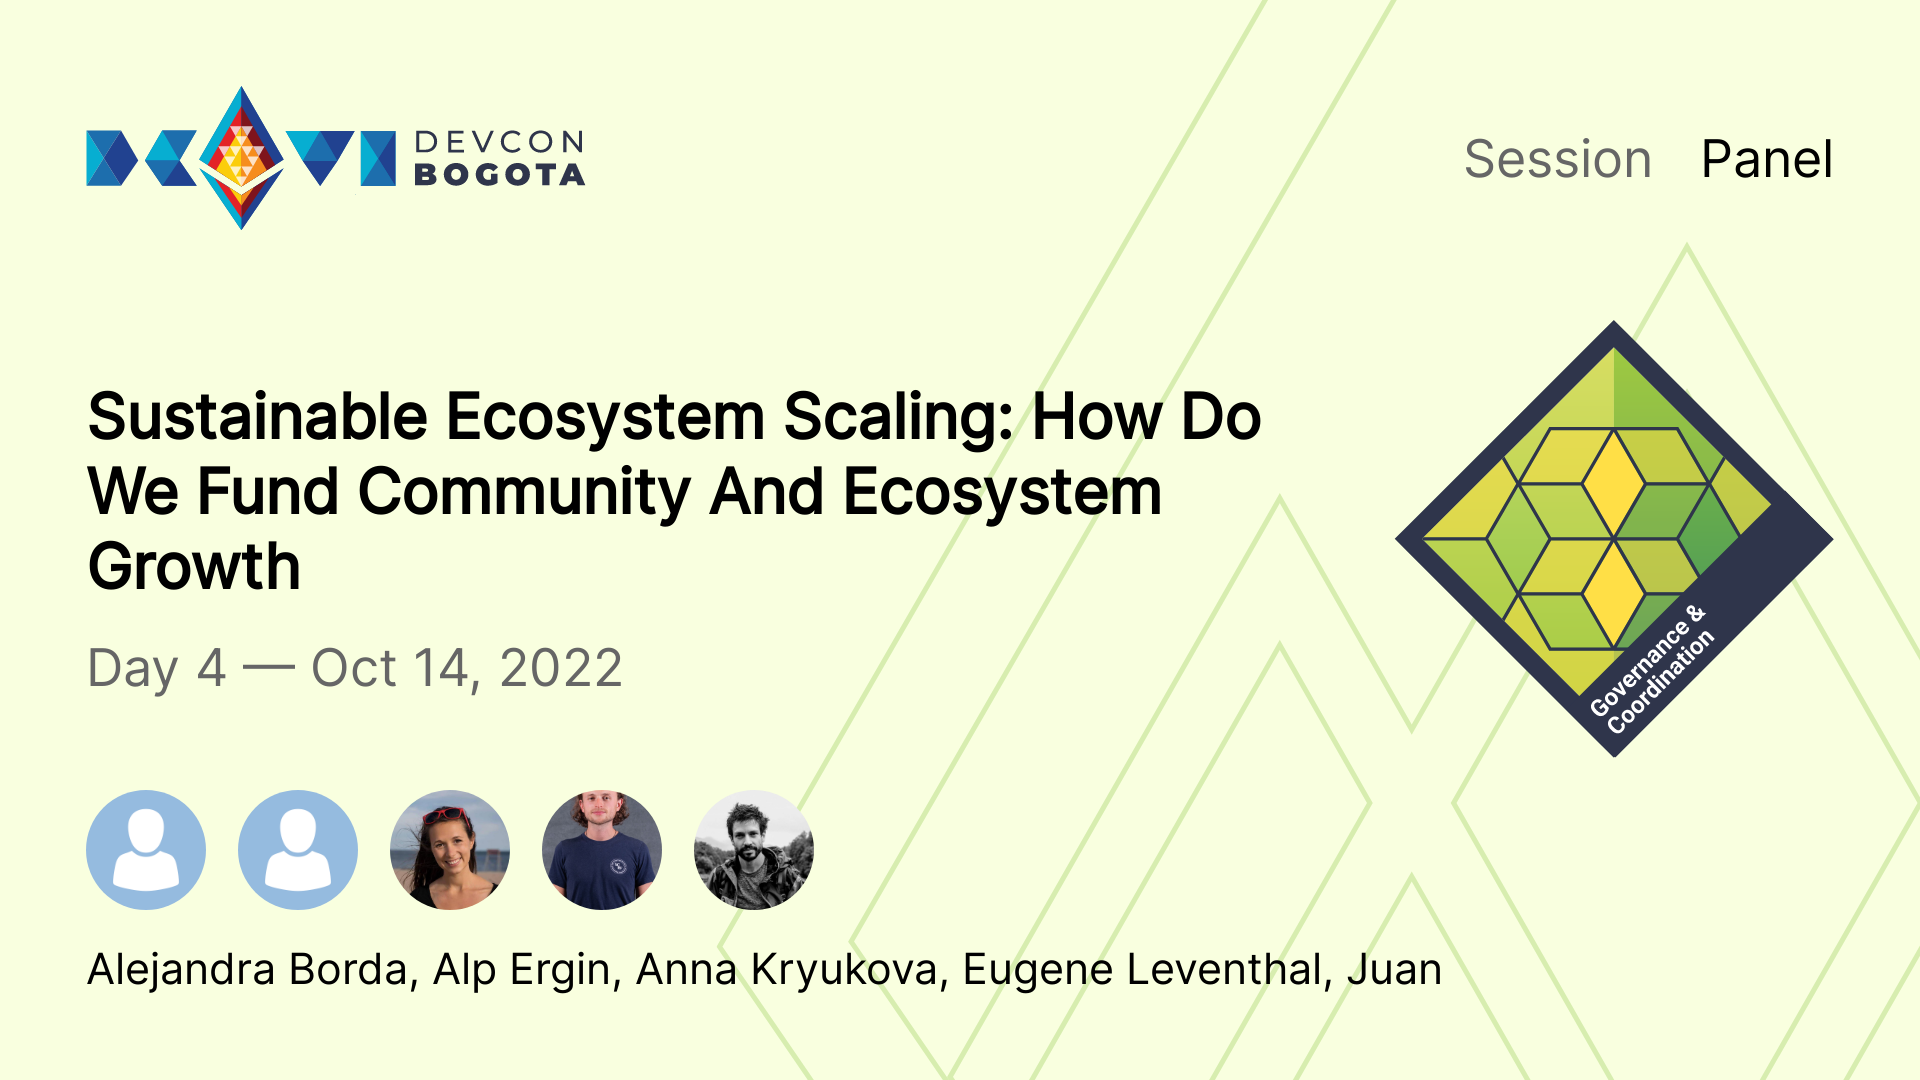 DEVCON
BOGOTA
Session Panel
Sustainable Ecosystem Scaling: How Do
We Fund Community And Ecosystem
Growth
Day 4 — Oct 14, 2022
Governance &
Coordination
Alejandra Borda, Alp Ergin, Anna Kryukova, Eugene Leventhal, Juan